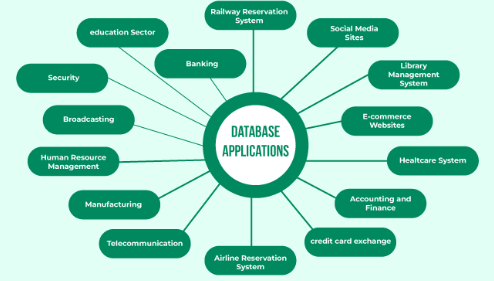 Railway Reservation
System
education Sector
Social Media
Sites
Banking
Library
Management
System
Security
Broadcasting
E-commerce
Websites
DATABASE
APPLICATIONS
Human Resource
Management
Healtcare System
Manufacturing
Accounting and
Finance
Telecommunication
credit card exchange
Airline Reservation
System